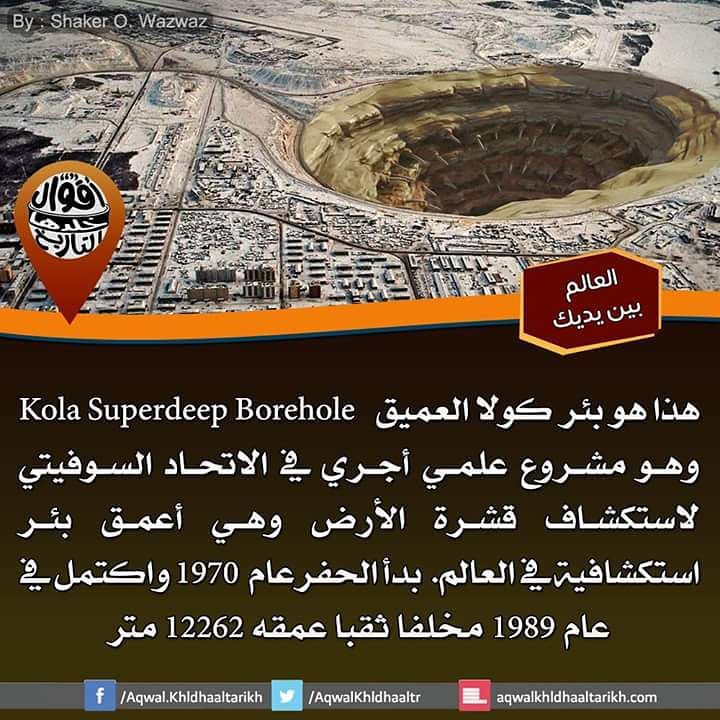 By : Shaker O. Wazwaz
أقوال
خلدها
التاريخ
العالم
بين يديك
هذا هو بئر كولا العميق Kola Superdeep Borehole
وهو مشروع علمي أجري في الاتحاد السوفيتي
لاستكشاف قشرة الأرض وهي أعمق بئر
استكشافية في العالم. بدأ الحفر عام 1970 واكتمل في
عام 1989 مخلفا ثقبا عمقه 12262 متر
/Aqwal.Khldhaaltarikh /AqwalKhldhaaltr aqwalkhldhaaltarikh.com